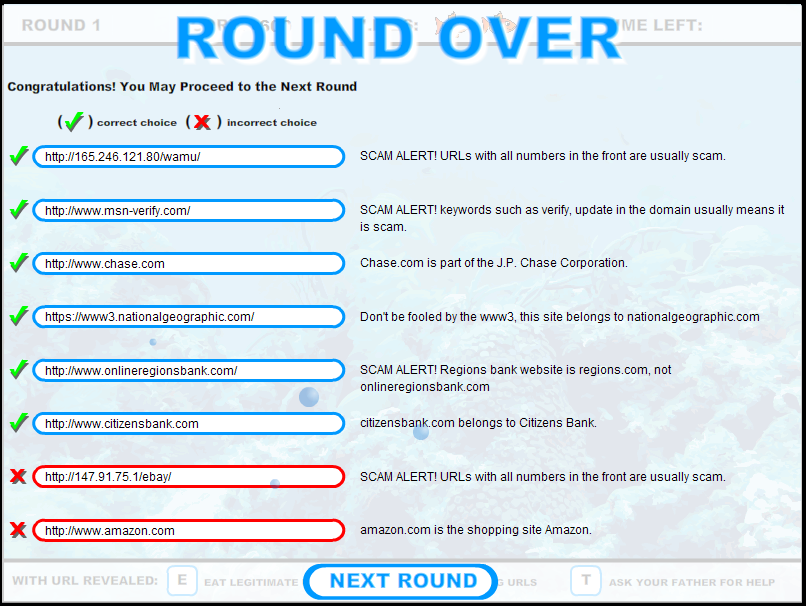 ROUND 1
ROUND OVER
ME LEFT:
Congratulations! You May Proceed to the Next Round
(✓) correct choice (✗) incorrect choice
http://165.246.121.80/wamu/ SCAM ALERT! URLs with all numbers in the front are usually scam.
http://www.msn-verify.com/ SCAM ALERT! keywords such as verify, update in the domain usually means it
is scam.
http://www.chase.com Chase.com is part of the J.P. Chase Corporation.
https://www3.nationalgeographic.com/ Don't be fooled by the www3, this site belongs to nationalgeographic.com
http://www.onlineregionsbank.com/ SCAM ALERT! Regions bank website is regions.com, not
onlineregionsbank.com
http://www.citizensbank.com citizensbank.com belongs to Citizens Bank.
http://147.91.75.1/ebay/ SCAM ALERT! URLs with all numbers in the front are usually scam.
http://www.amazon.com amazon.com is the shopping site Amazon.
WITH URL REVEALED: E EAT LEGITIMATE NEXT ROUND URLS T ASK YOUR FATHER FOR HELP